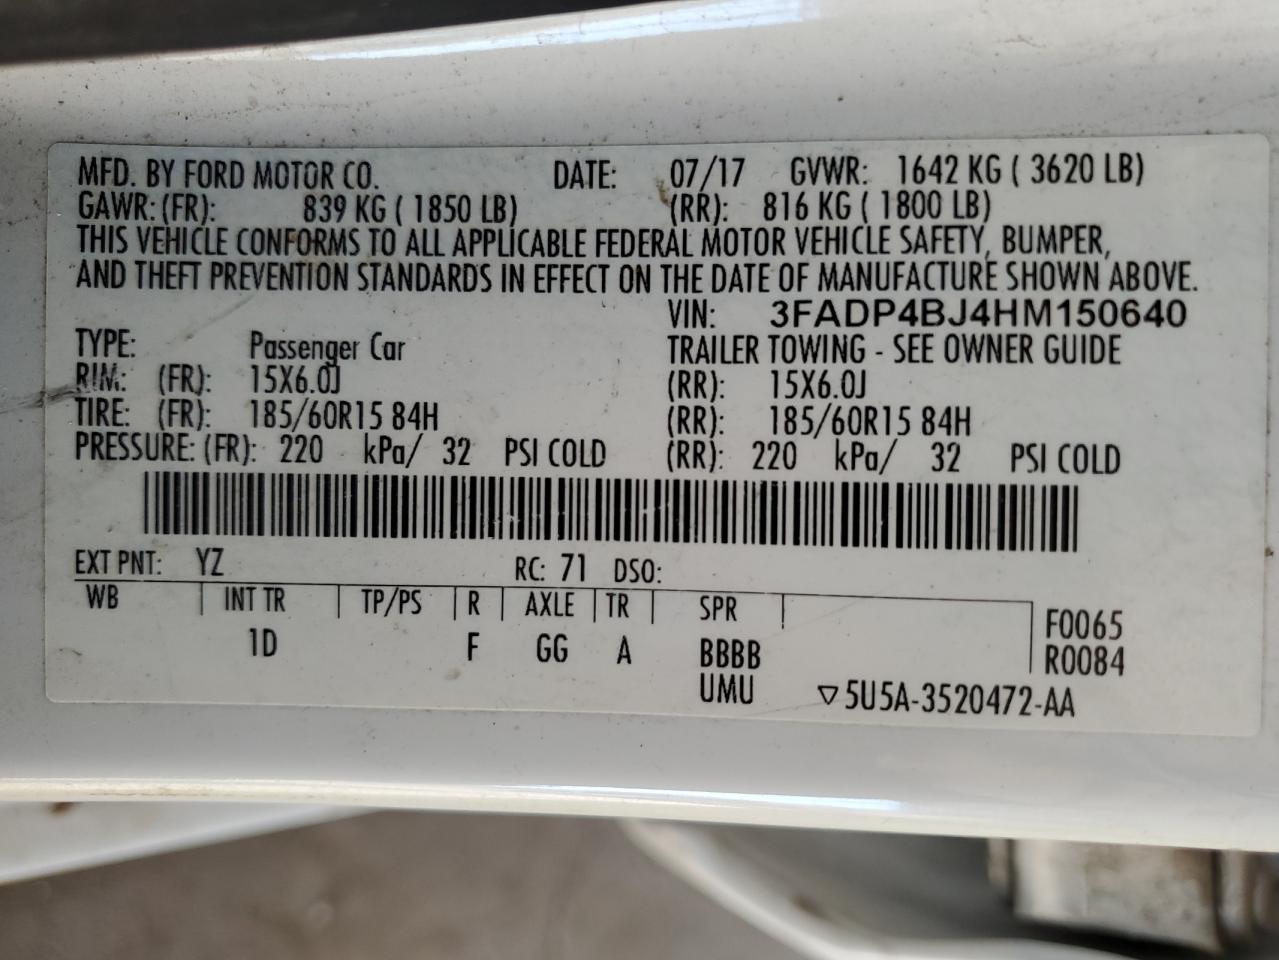 MFD. BY FORD MOTOR CO. DATE: 07/17 GVWR: 1642 KG ( 3620 LB)
GAWR: (FR): 839 KG ( 1850 LB) (RR): 816 KG ( 1800 LB)
THIS VEHICLE CONFORMS TO ALL APPLICABLE FEDERAL MOTOR VEHICLE SAFETY, BUMPER,
AND THEFT PREVENTION STANDARDS IN EFFECT ON THE DATE OF MANUFACTURE SHOWN ABOVE.
VIN: 3FADP4BJ4HM150640
TYPE: Passenger Car TRAILER TOWING - SEE OWNER GUIDE
RIM: (FR): 15X6.0J (RR): 15X6.0J
TIRE: (FR): 185/60R15 84H (RR): 185/60R15 84H
PRESSURE: (FR): 220 kPa/ 32 PSI COLD (RR): 220 kPa/ 32 PSI COLD
EXT PNT: YZ RC: 71 DSO:
WB INT TR TP/PS R AXLE TR SPR F0065
1D F GG A BBBB R0084
UMU ▽5U5A-3520472-AA